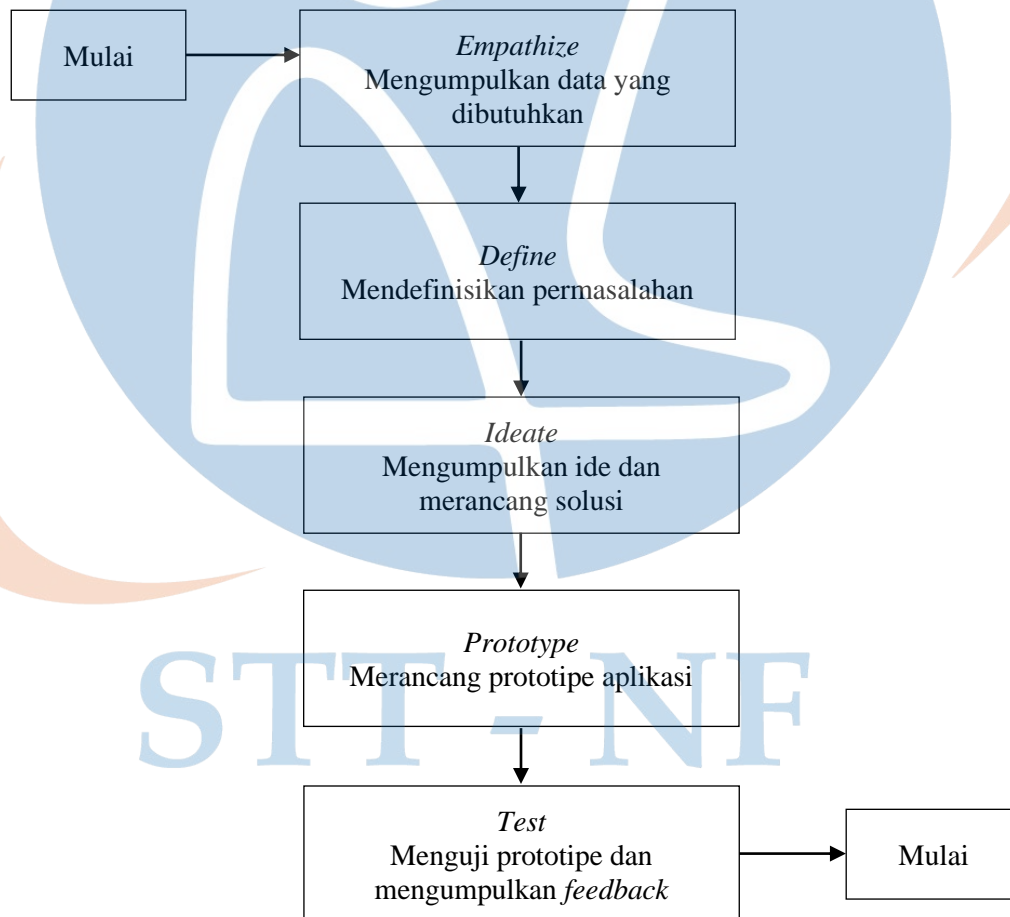 Mulai
Empathize
Mengumpulkan data yang
dibutuhkan
Define
Mendefinisikan permasalahan
Ideate
Mengumpulkan ide dan
merancang solusi
Prototype
Merancang prototipe aplikasi
STT - NF
Test
Menguji prototipe dan
mengumpulkan feedback
Mulai